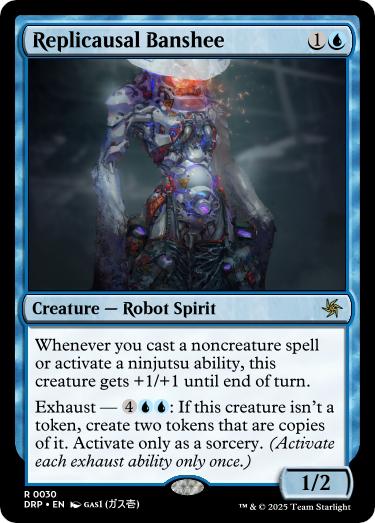 Replicausal Banshee 1
Creature — Robot Spirit
Whenever you cast a noncreature spell
or activate a ninjutsu ability, this
creature gets +1/+1 until end of turn.
Exhaust — 4: If this creature isn't a
token, create two tokens that are copies
of it. Activate only as a sorcery. (Activate
each exhaust ability only once.)
1/2
R 0030
DRP • EN GAS1 (ガス壱)
™ & © 2025 Team Starlight